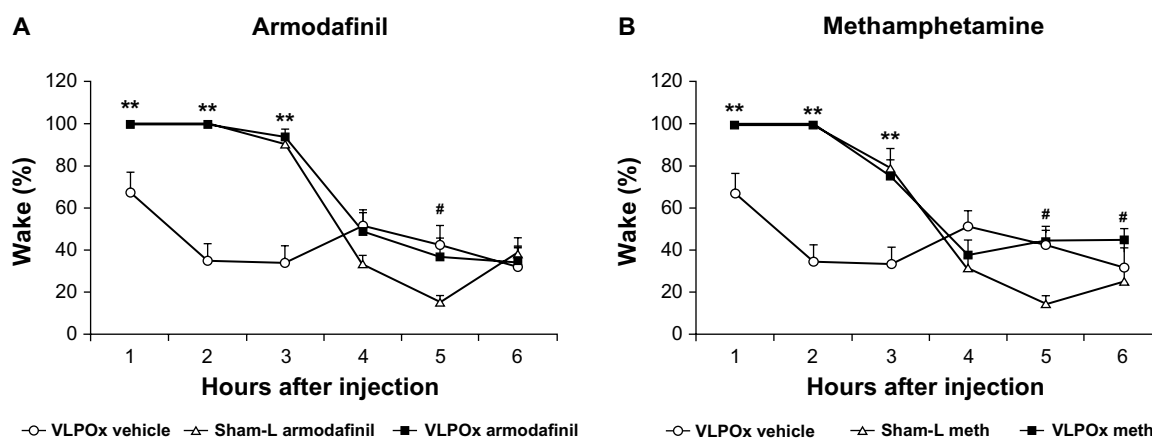 A
Armodafinil
120
100
80
60
40
20
0
Wake (%)
**
**
**
#
1 2 3 4 5 6
Hours after injection
VLPOx vehicle Sham-L armodafinil VLPOx armodafinil
B
Methamphetamine
120
100
80
60
40
20
0
Wake (%)
**
**
**
#
#
1 2 3 4 5 6
Hours after injection
VLPOx vehicle Sham-L meth VLPOx meth